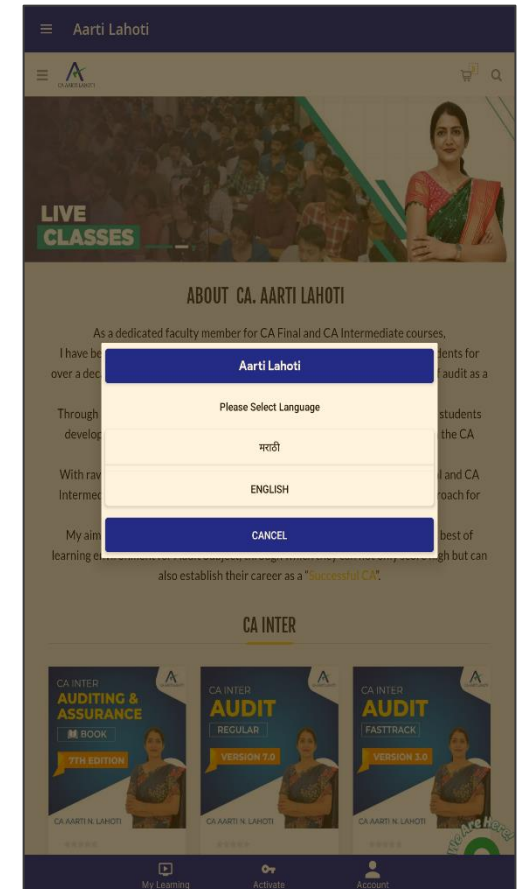 Aarti Lahoti
CA AARTI LAHOTI
LIVE
CLASSES
ABOUT CA. AARTI LAHOTI
As a dedicated faculty member for CA Final and CA Intermediate courses,
I have be
dents for
over a dec
f audit as a
Through
students
develop
the CA
With rav
l and CA
Intermed
roach for
My aim
best of
learning en
gh but can
also establish their career as a "Successful CA".
Aarti Lahoti
Please Select Language
मराठी
ENGLISH
CANCEL
CA INTER
CA INTER
AUDITING &
ASSURANCE
BOOK
7TH EDITION
CA AARTI N. LAHOTI
CA INTER
AUDIT
REGULAR
VERSION 7.0
CA AARTI N. LAHOTI
CA INTER
AUDIT
FASTTRACK
VERSION 3.0
CA AARTI N. LAHOTI
We Are Here!
My Learning
Activate
Account